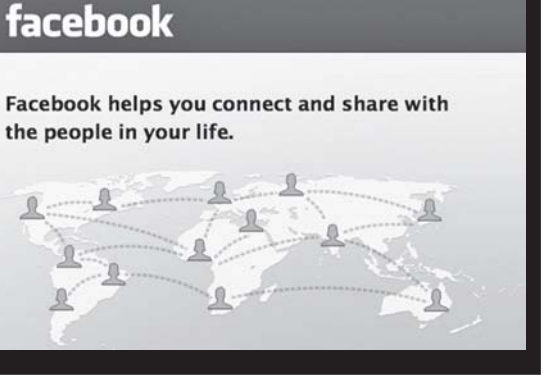 facebook
Facebook helps you connect and share with
the people in your life.